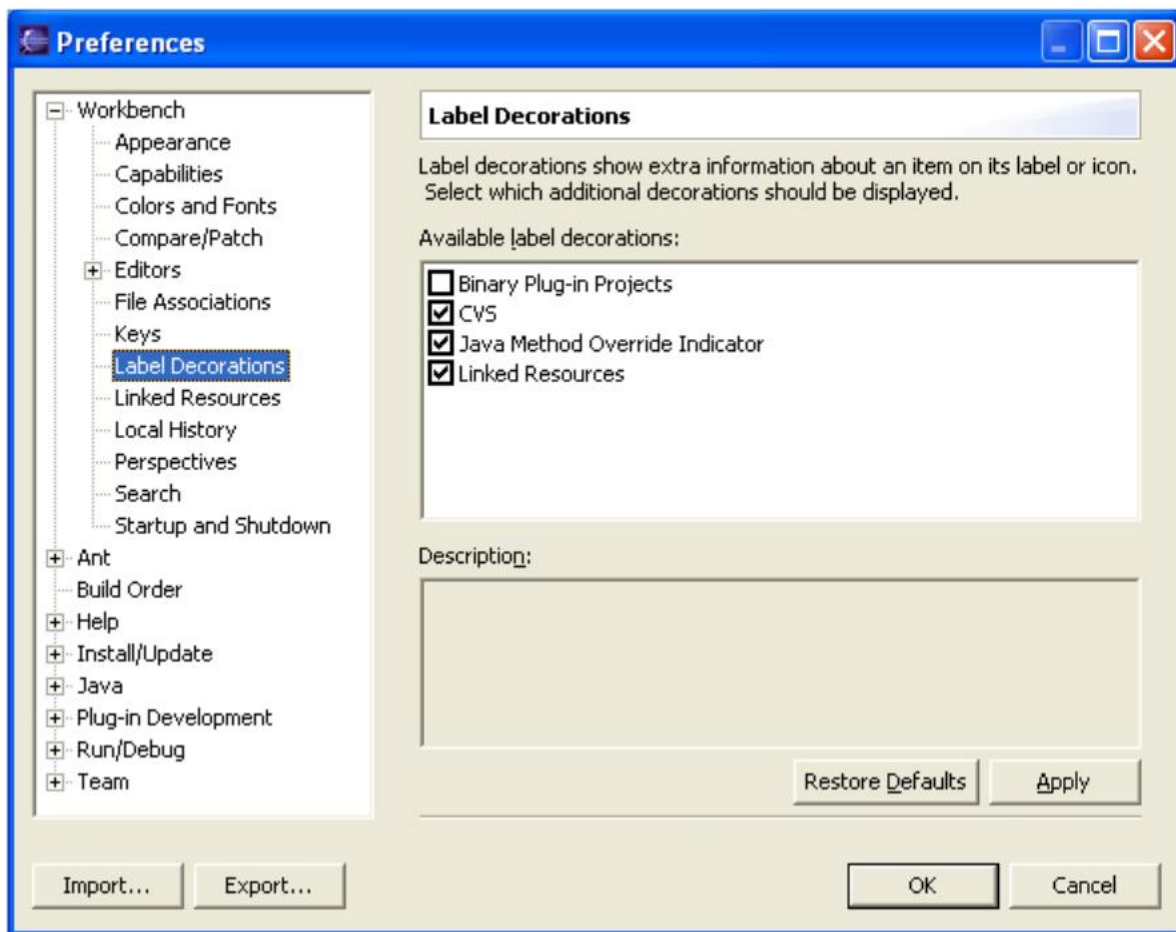 Preferences
Workbench
Appearance
Capabilities
Colors and Fonts
Compare/Patch
Editors
File Associations
Keys
Label Decorations
Linked Resources
Local History
Perspectives
Search
Startup and Shutdown
Ant
Build Order
Help
Install/Update
Java
Plug-in Development
Run/Debug
Team
Label Decorations
Label decorations show extra information about an item on its label or icon.
Select which additional decorations should be displayed.
Available label decorations:
Binary Plug-in Projects
CVS
Java Method Override Indicator
Linked Resources
Description:
Restore Defaults
Apply
Import...
Export...
OK
Cancel